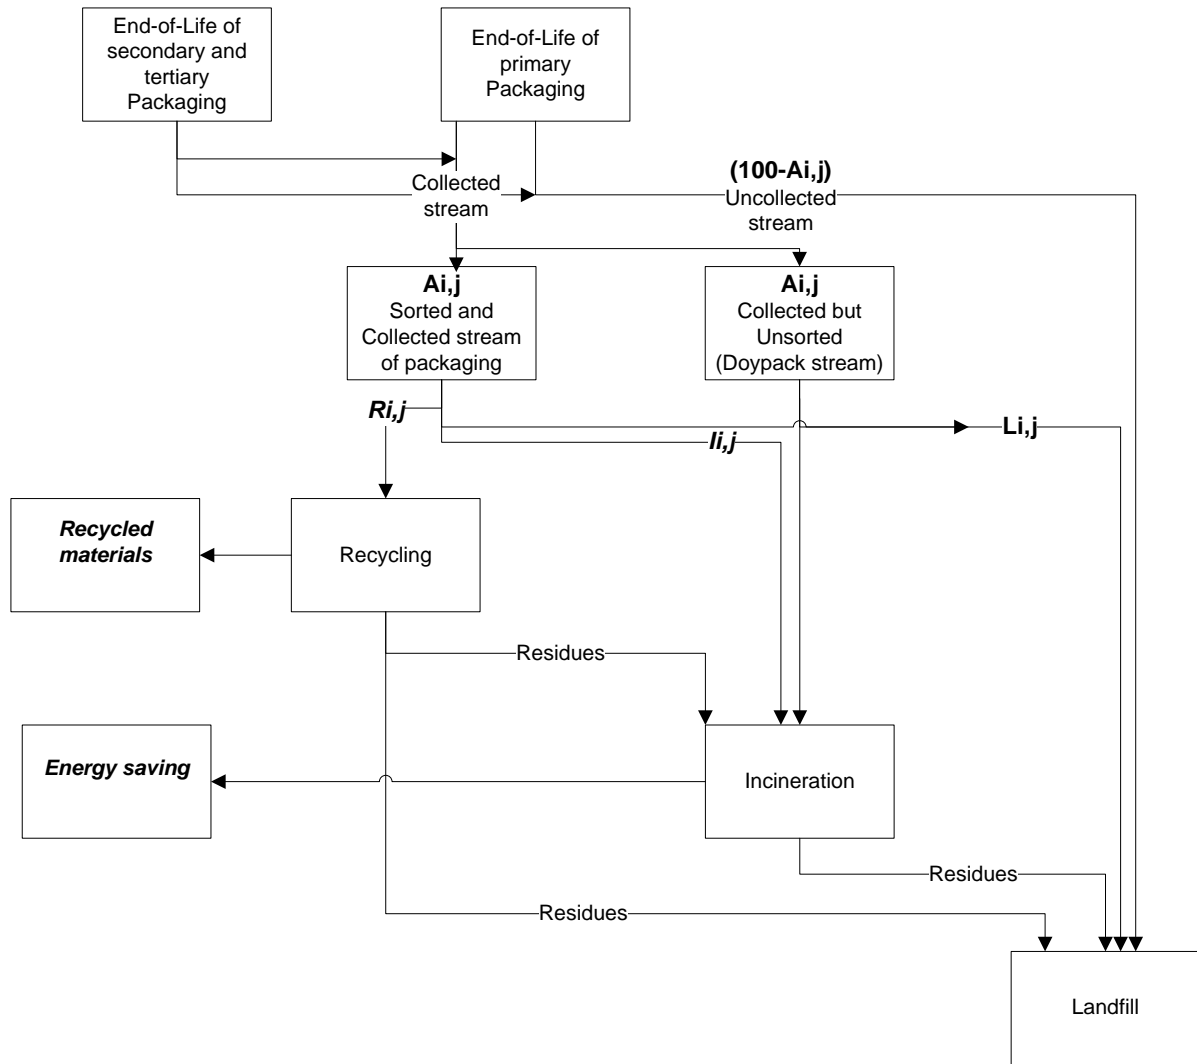 End-of-Life of
secondary and
tertiary
Packaging
End-of-Life of
primary
Packaging
Collected
stream
(100-Ai,j)
Uncollected
stream
Ai,j
Sorted and
Collected stream
of packaging
Ai,j
Collected but
Unsorted
(Doypack stream)
Ri,j
Ii,j
Li,j
Recycled
materials
Recycling
Residues
Energy saving
Incineration
Residues
Residues
Landfill